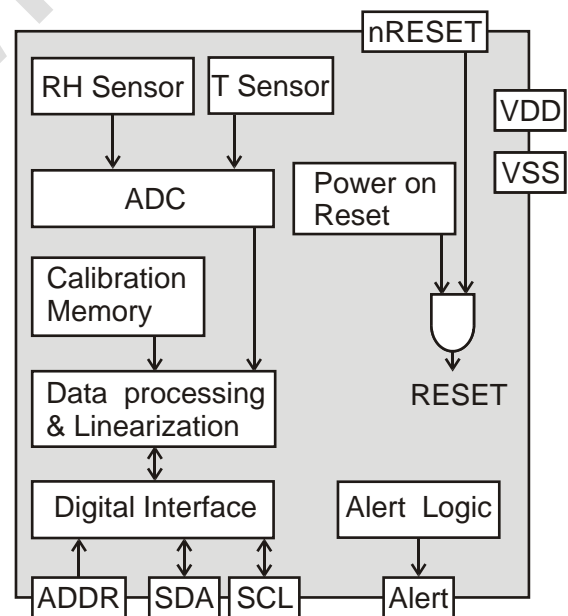 nRESET
RH Sensor
T Sensor
VDD
VSS
ADC
Power on
Reset
Calibration
Memory
Data processing
& Linearization
RESET
Digital Interface
Alert Logic
ADDR
SDA
SCL
Alert